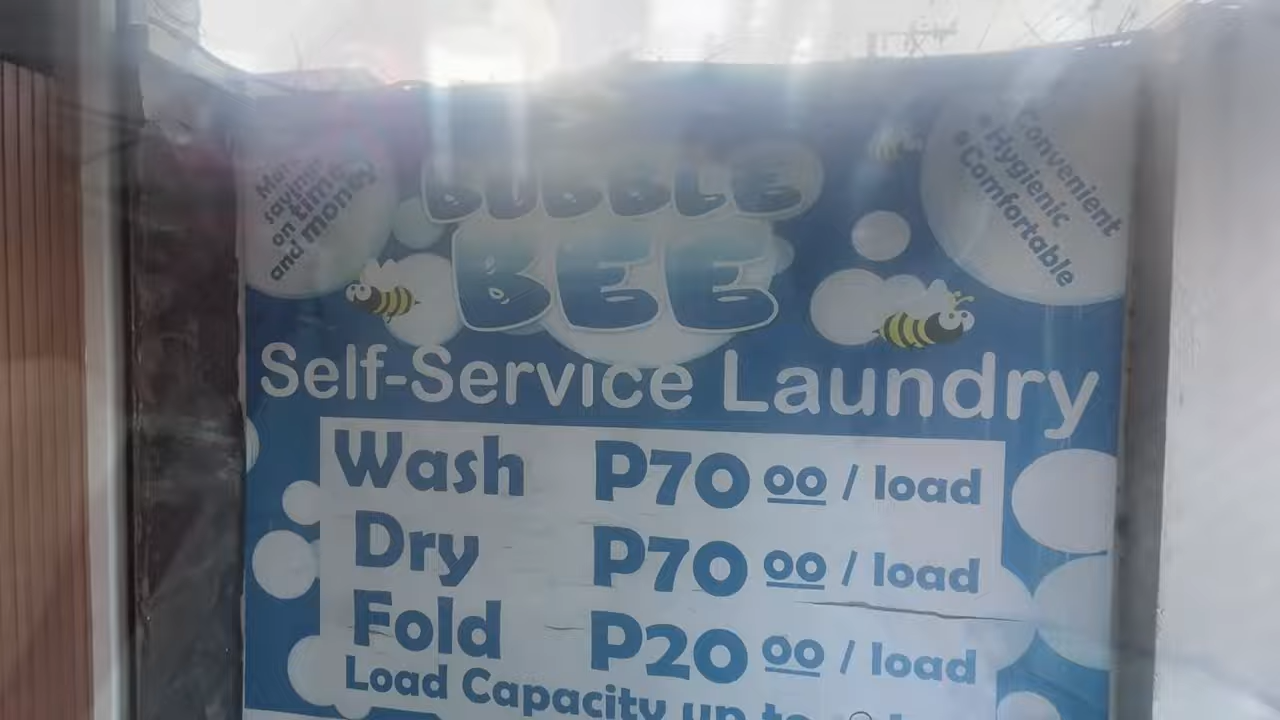 More
saving
on time
and money
BUBBLE
BEE
• Convenient
• Hygienic
• Comfortable
Self-Service Laundry
Wash P70 00 / load
Dry P70 00 / load
Fold P20 00 / load
Load Capacity up to